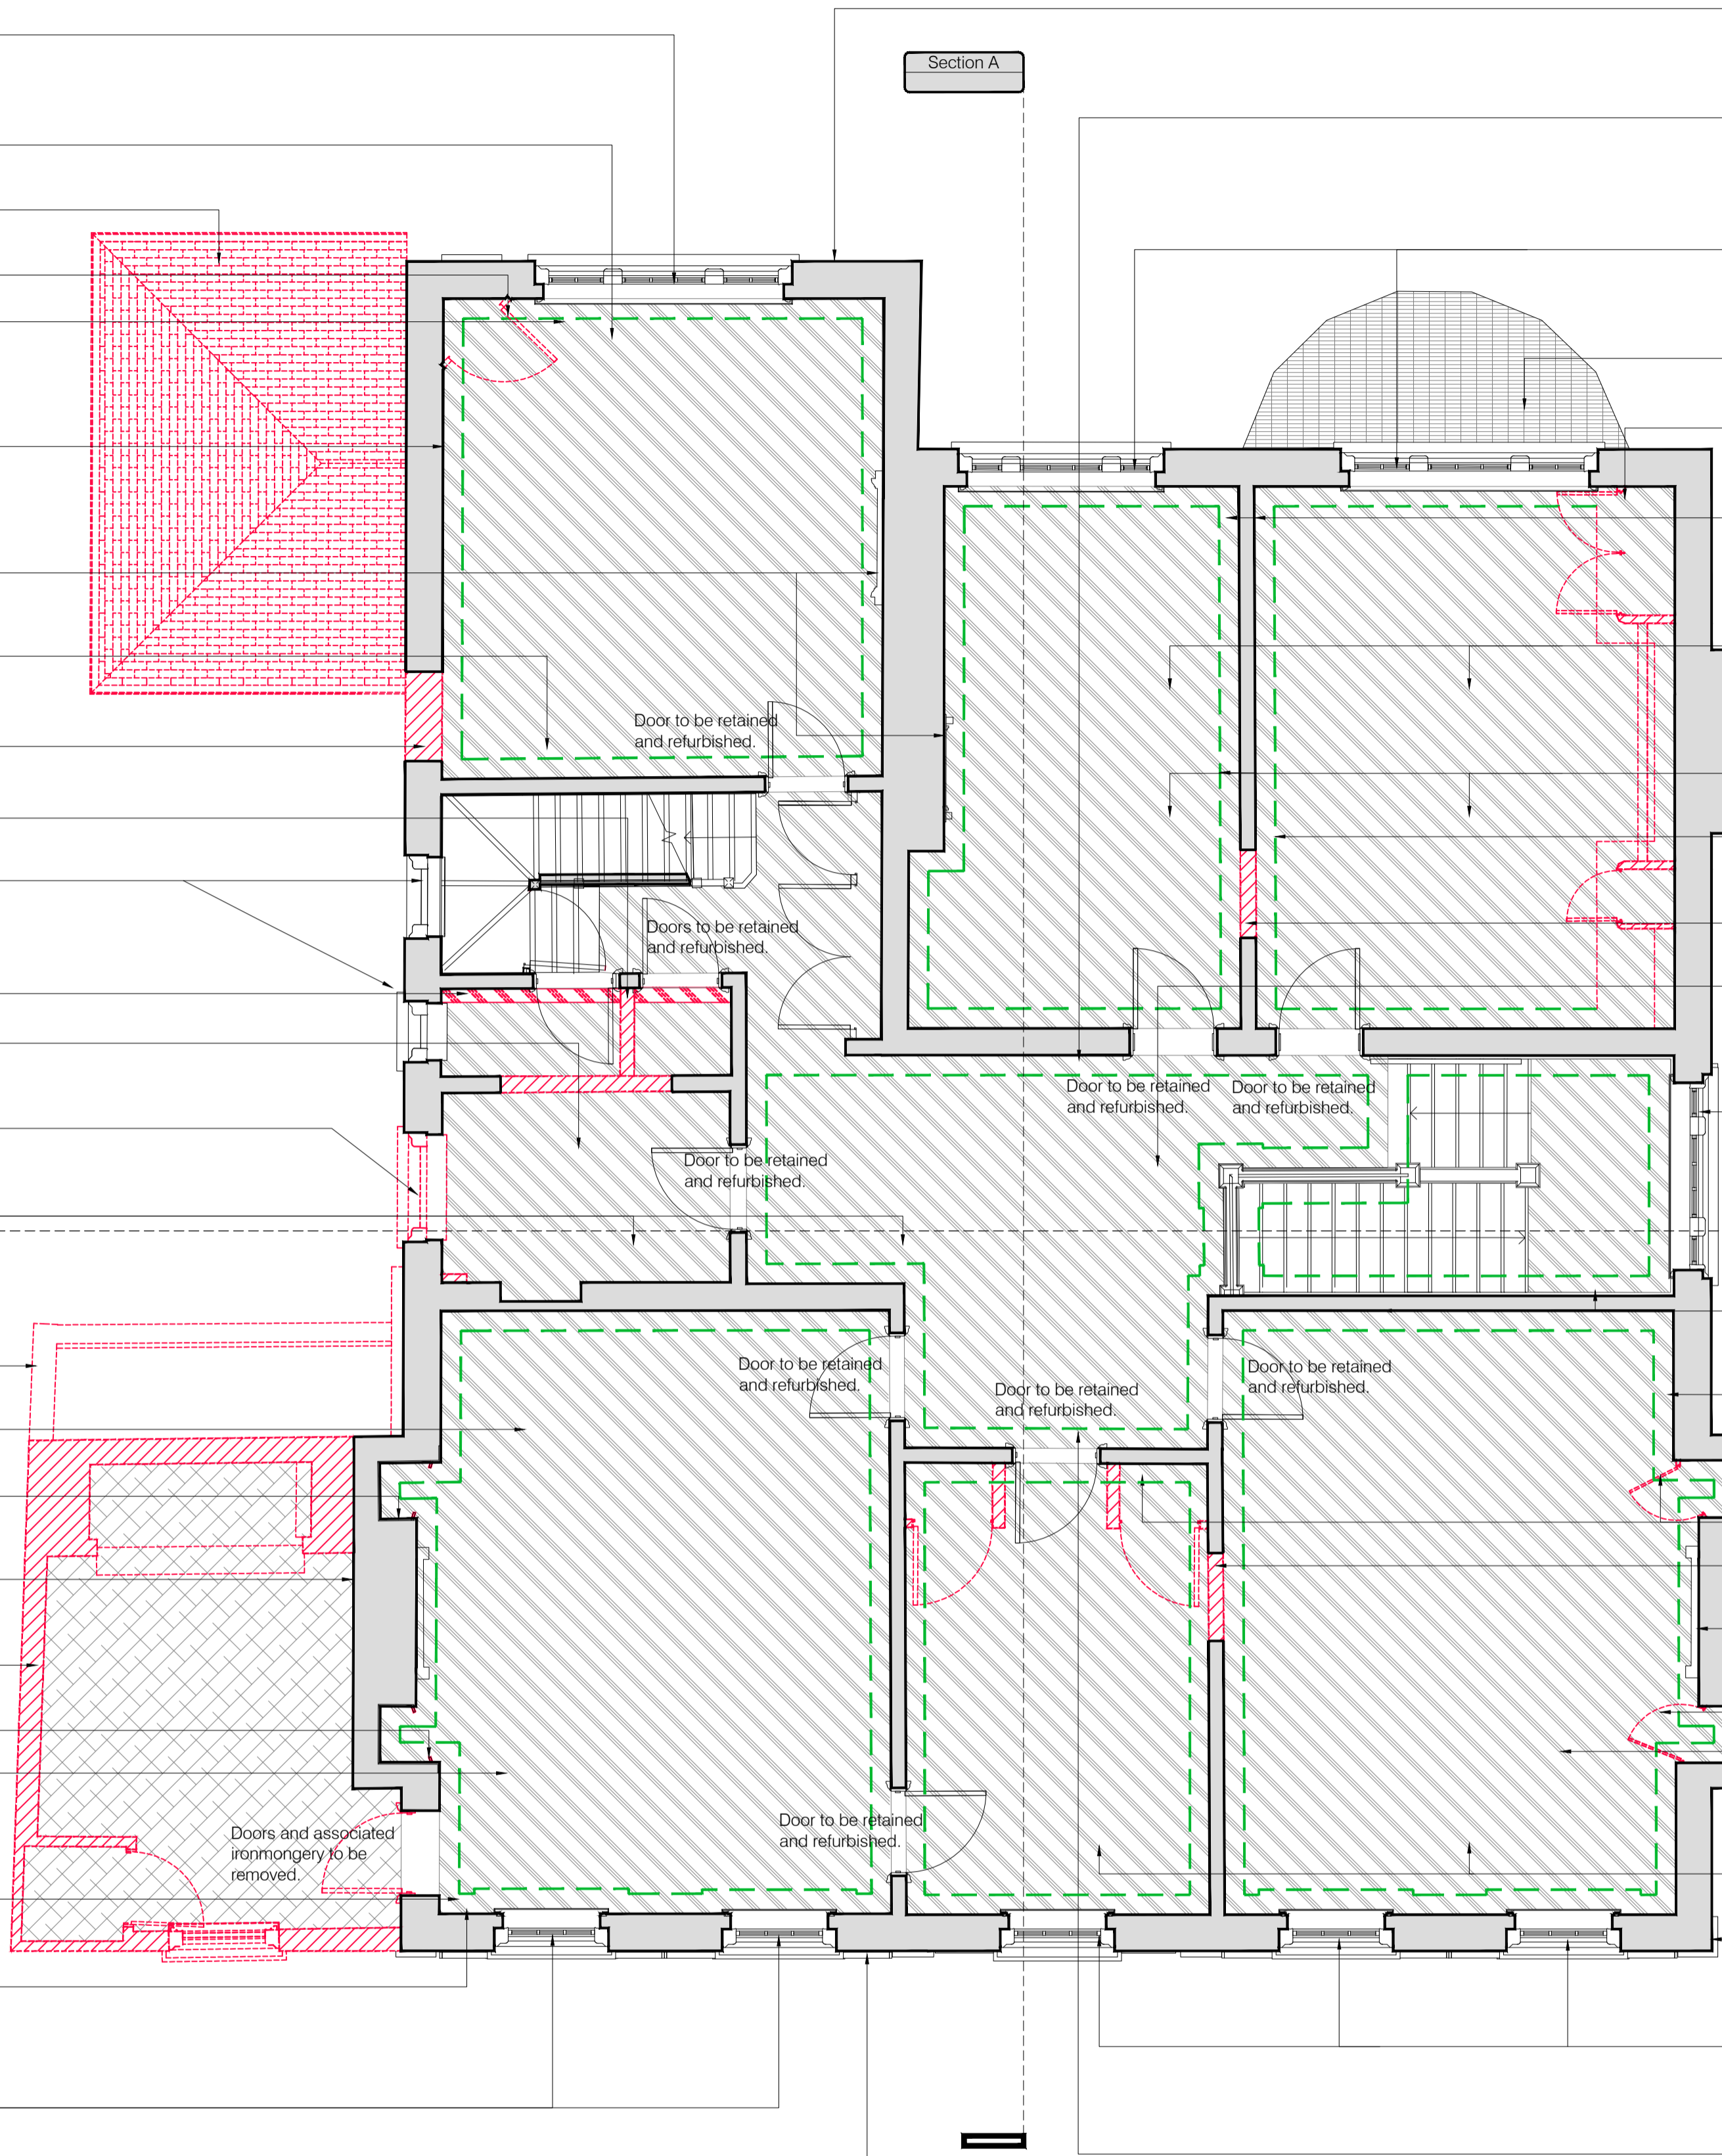 Section A
Door to be retained
and refurbished.
Doors to be retained
and refurbished.
Door to be retained
and refurbished.
Door to be retained
and refurbished.
Door to be retained
and refurbished.
Door to be retained
and refurbished.
Door to be retained
and refurbished.
Door to be retained
and refurbished.
Door to be retained
and refurbished.
Doors and associated
ironmongery to be
removed.